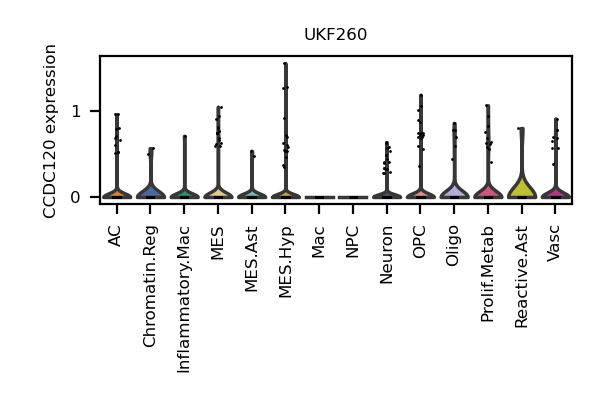 UKF260
CCDC120 expression
1
0
AC
Chromatin.Reg
Inflammatory.Mac
MES
MES.Ast
MES.Hyp
Mac
NPC
Neuron
OPC
Oligo
Prolif.Metab
Reactive.Ast
Vasc